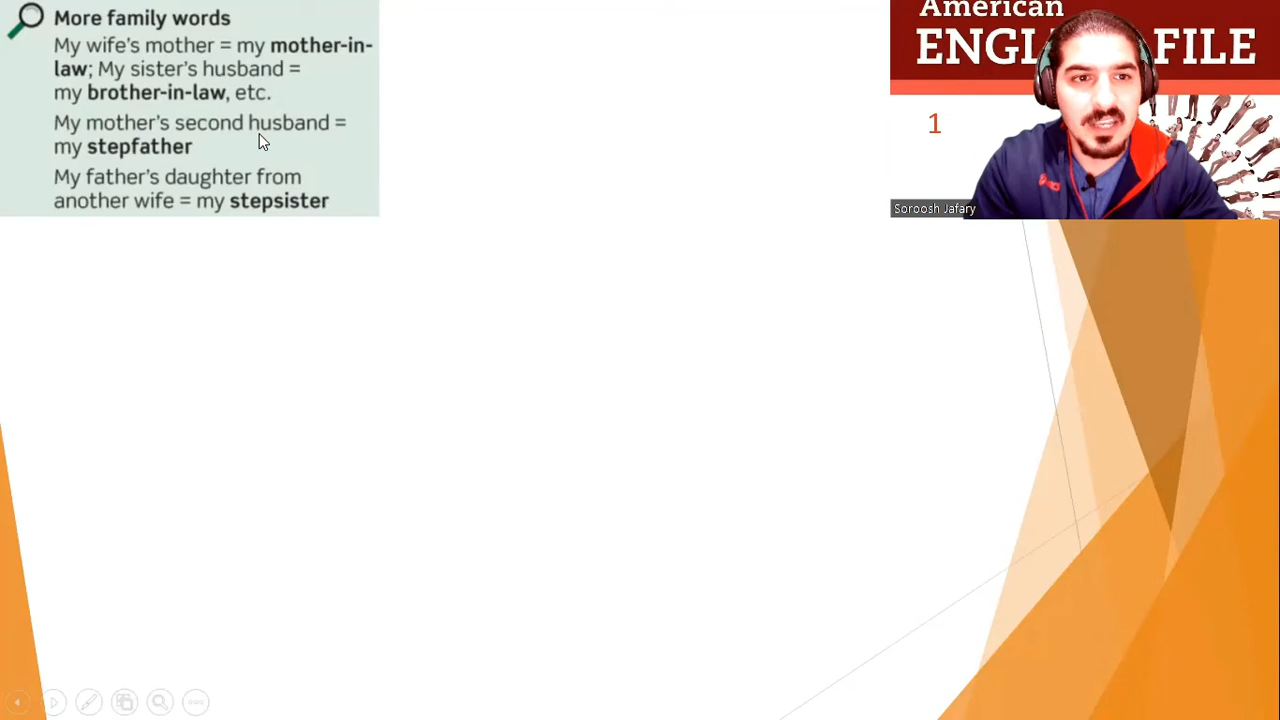 More family words
My wife's mother = my mother-in-
law; My sister's husband =
my brother-in-law, etc.
My mother's second husband =
my stepfather
My father's daughter from
another wife = my stepsister
American
FILE
1
Soroosh Jafary